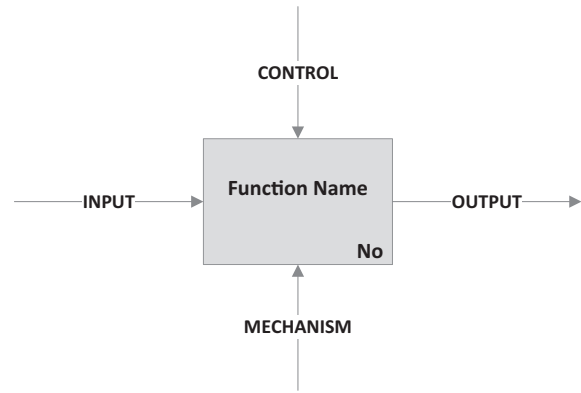 CONTROL
Function Name
INPUT
OUTPUT
No
MECHANISM